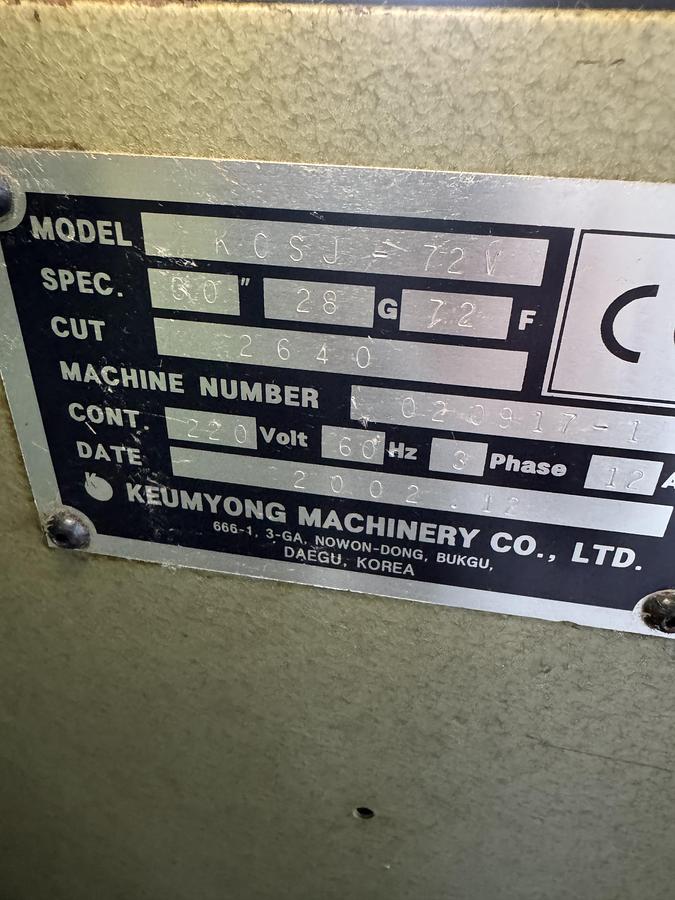 MODEL KCSJ-72V
SPEC. 30" 28 G 72 F
CUT 2640
MACHINE NUMBER 020917-1
CONT. 220 Volt 60 Hz 3 Phase 12 A
DATE 2002.12
KEUMYONG MACHINERY CO., LTD.
666-1, 3-GA, NOWON-DONG, BUKGU,
DAEGU, KOREA